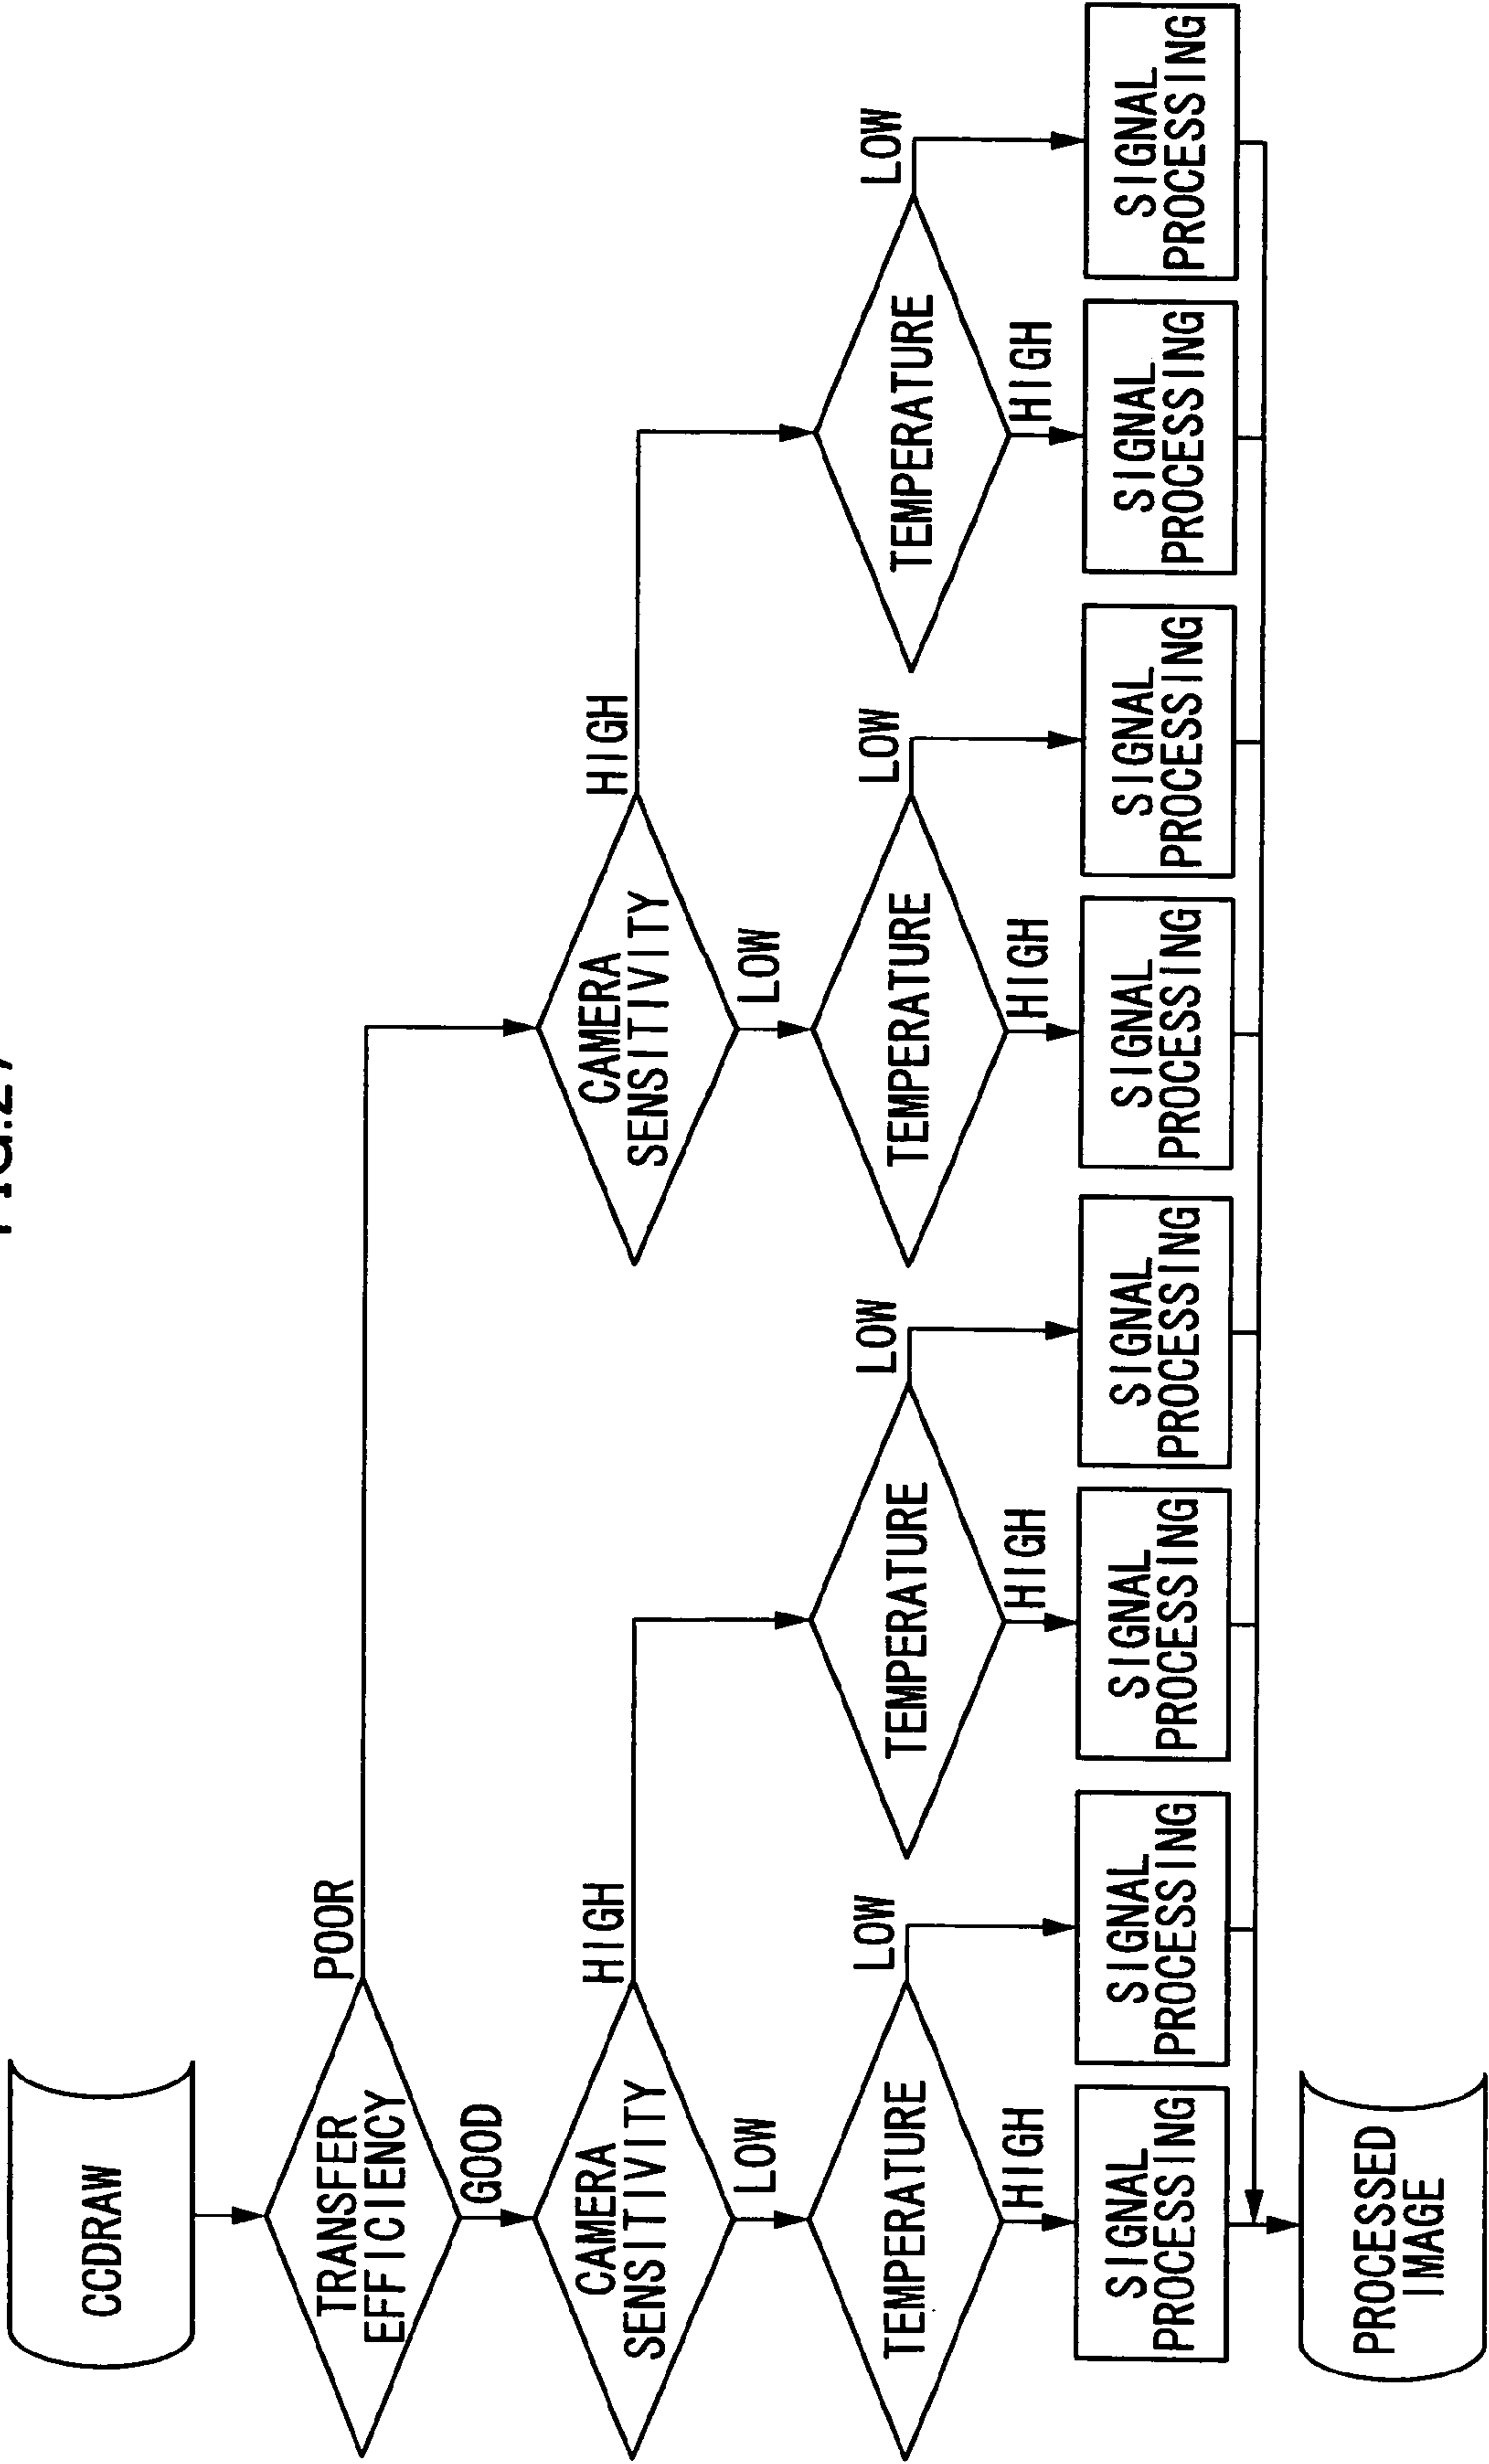 CCDRAW
TRANSFER
EFFICIENCY
POOR
GOOD
CAMERA
SENSITIVITY
HIGH
LOW
CAMERA
SENSITIVITY
HIGH
LOW
TEMPERATURE
LOW
HIGH
TEMPERATURE
LOW
HIGH
TEMPERATURE
LOW
HIGH
TEMPERATURE
LOW
HIGH
SIGNAL
PROCESSING
SIGNAL
PROCESSING
SIGNAL
PROCESSING
SIGNAL
PROCESSING
SIGNAL
PROCESSING
SIGNAL
PROCESSING
SIGNAL
PROCESSING
SIGNAL
PROCESSING
PROCESSED
IMAGE